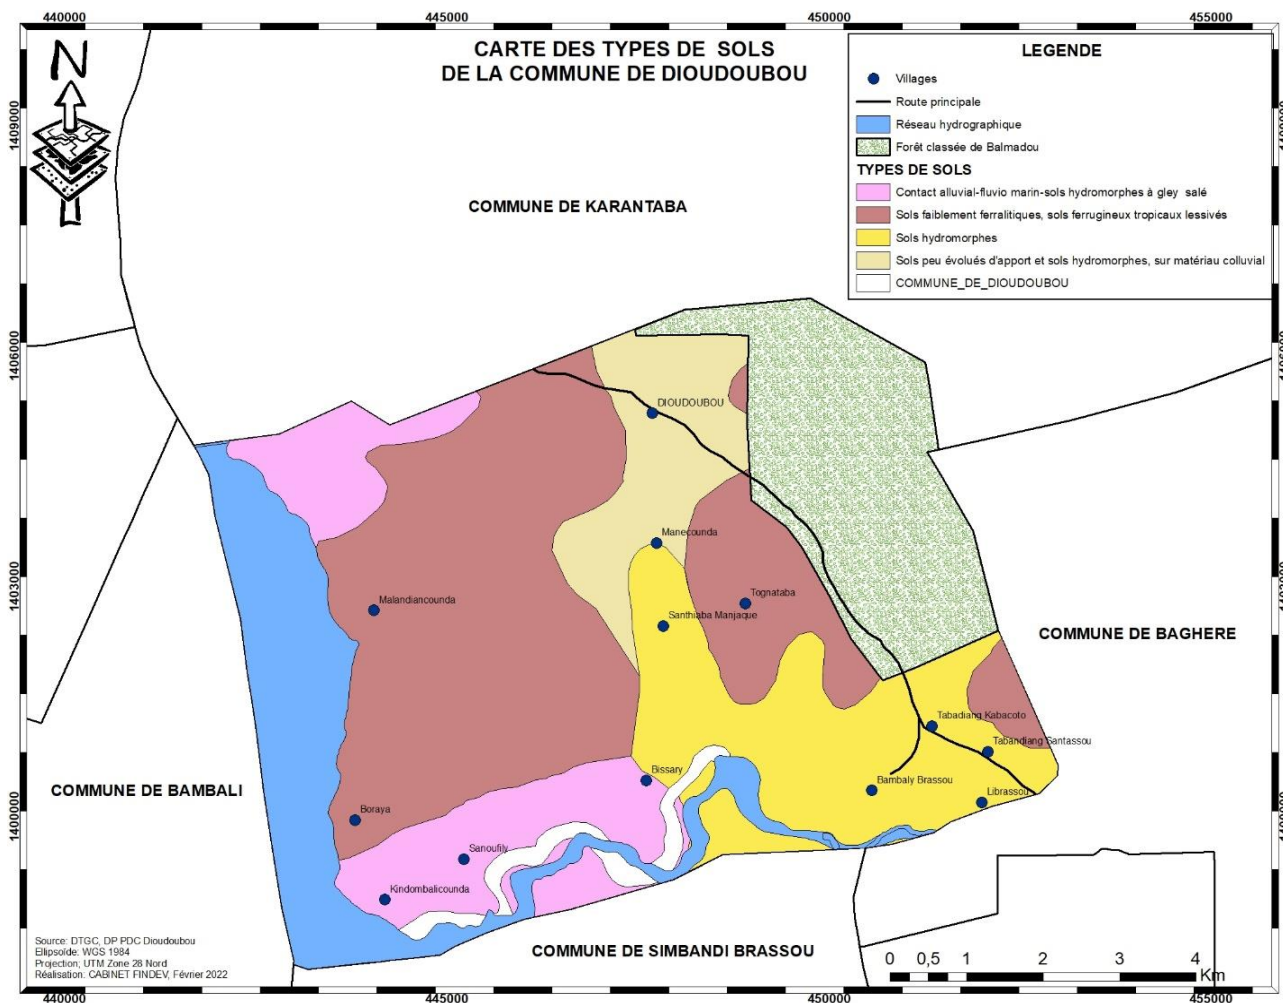 440000 445000 450000 455000
CARTE DES TYPES DE SOLS
DE LA COMMUNE DE DIOUDOUBOU
N
LEGENDE
Villages
Route principale
Réseau hydrographique
Forêt classée de Balmadou
TYPES DE SOLS
Contact alluvial-fluvio marin-sols hydromorphes à gley salé
Sols faiblement ferralitiques, sols ferrugineux tropicaux lessivés
Sols hydromorphes
Sols peu évolués d'apport et sols hydromorphes, sur matériau colluvial
COMMUNE_DE_DIOUDOUBOU
1409000
1409000
COMMUNE DE KARANTABA
1406000
1406000
DIOUDOUBOU
Manecounda
1403000
1403000
Malandiancounda
Tognataba
Santhiaba Manjaque
COMMUNE DE BAGHERE
Tabadiang Kabacoto
Tabandiang Santassou
Bissary
Bambaly Brassou
COMMUNE DE BAMBALI
Librassou
1400000
1400000
Boraya
Sanoufily
Kindombalicounda
COMMUNE DE SIMBANDI BRASSOU
Source: DTGC, DP PDC Dioudoubou
Ellipsoïde: WGS 1984
Projection; UTM Zone 28 Nord
Réalisation: CABINET FINDEV, Février 2022
0 0,5 1 2 3 4
Km
440000 445000 450000 455000